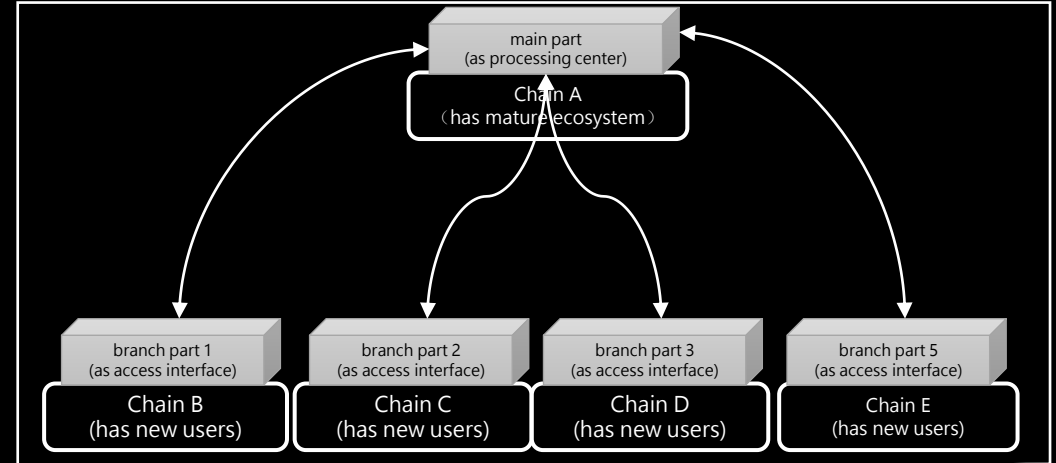 main part
(as processing center)
Chain A
（has mature ecosystem）
branch part 1
(as access interface)
Chain B
(has new users)
branch part 2
(as access interface)
Chain C
(has new users)
branch part 3
(as access interface)
Chain D
(has new users)
branch part 5
(as access interface)
Chain E
(has new users)